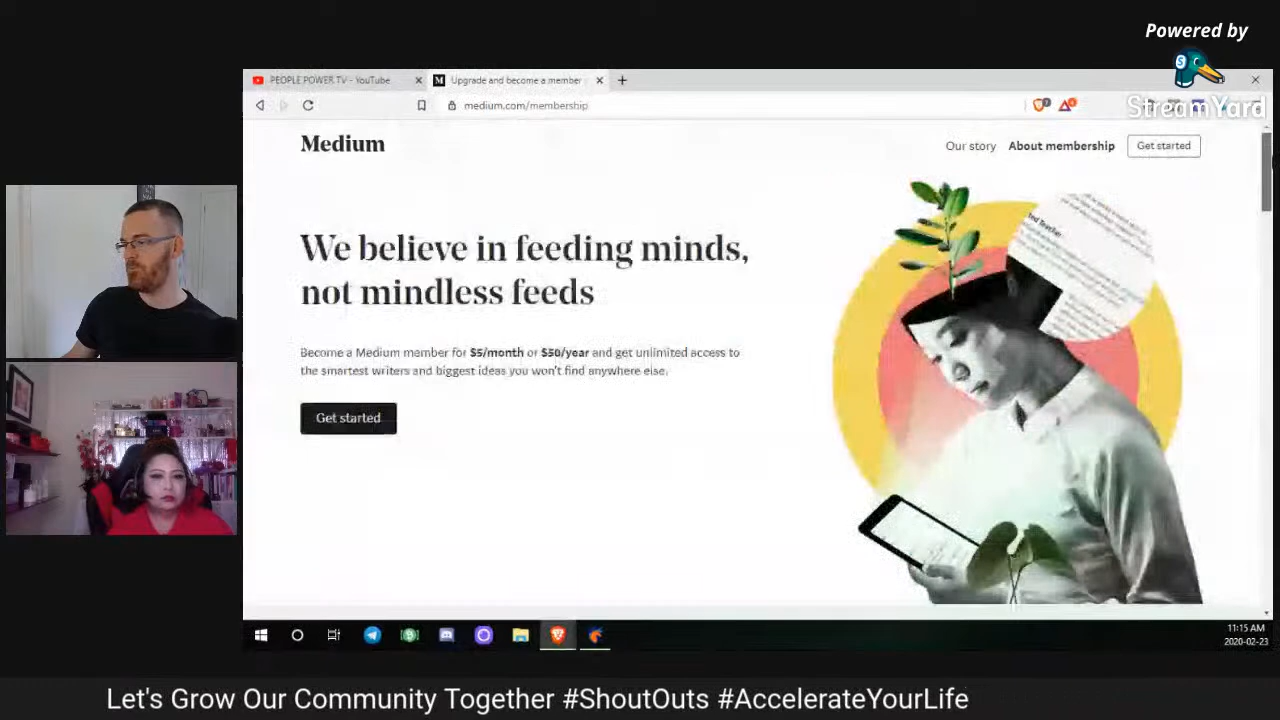 Powered by
StreamYard
PEOPLE POWER TV - YouTube
M Upgrade and become a member
medium.com/membership
Medium
Our story
About membership
Get started
We believe in feeding minds,
not mindless feeds
Become a Medium member for $5/month or $50/year and get unlimited access to
the smartest writers and biggest ideas you won't find anywhere else.
Get started
11:15 AM
2020-02-23
Let's Grow Our Community Together #ShoutOuts #AccelerateYourLife